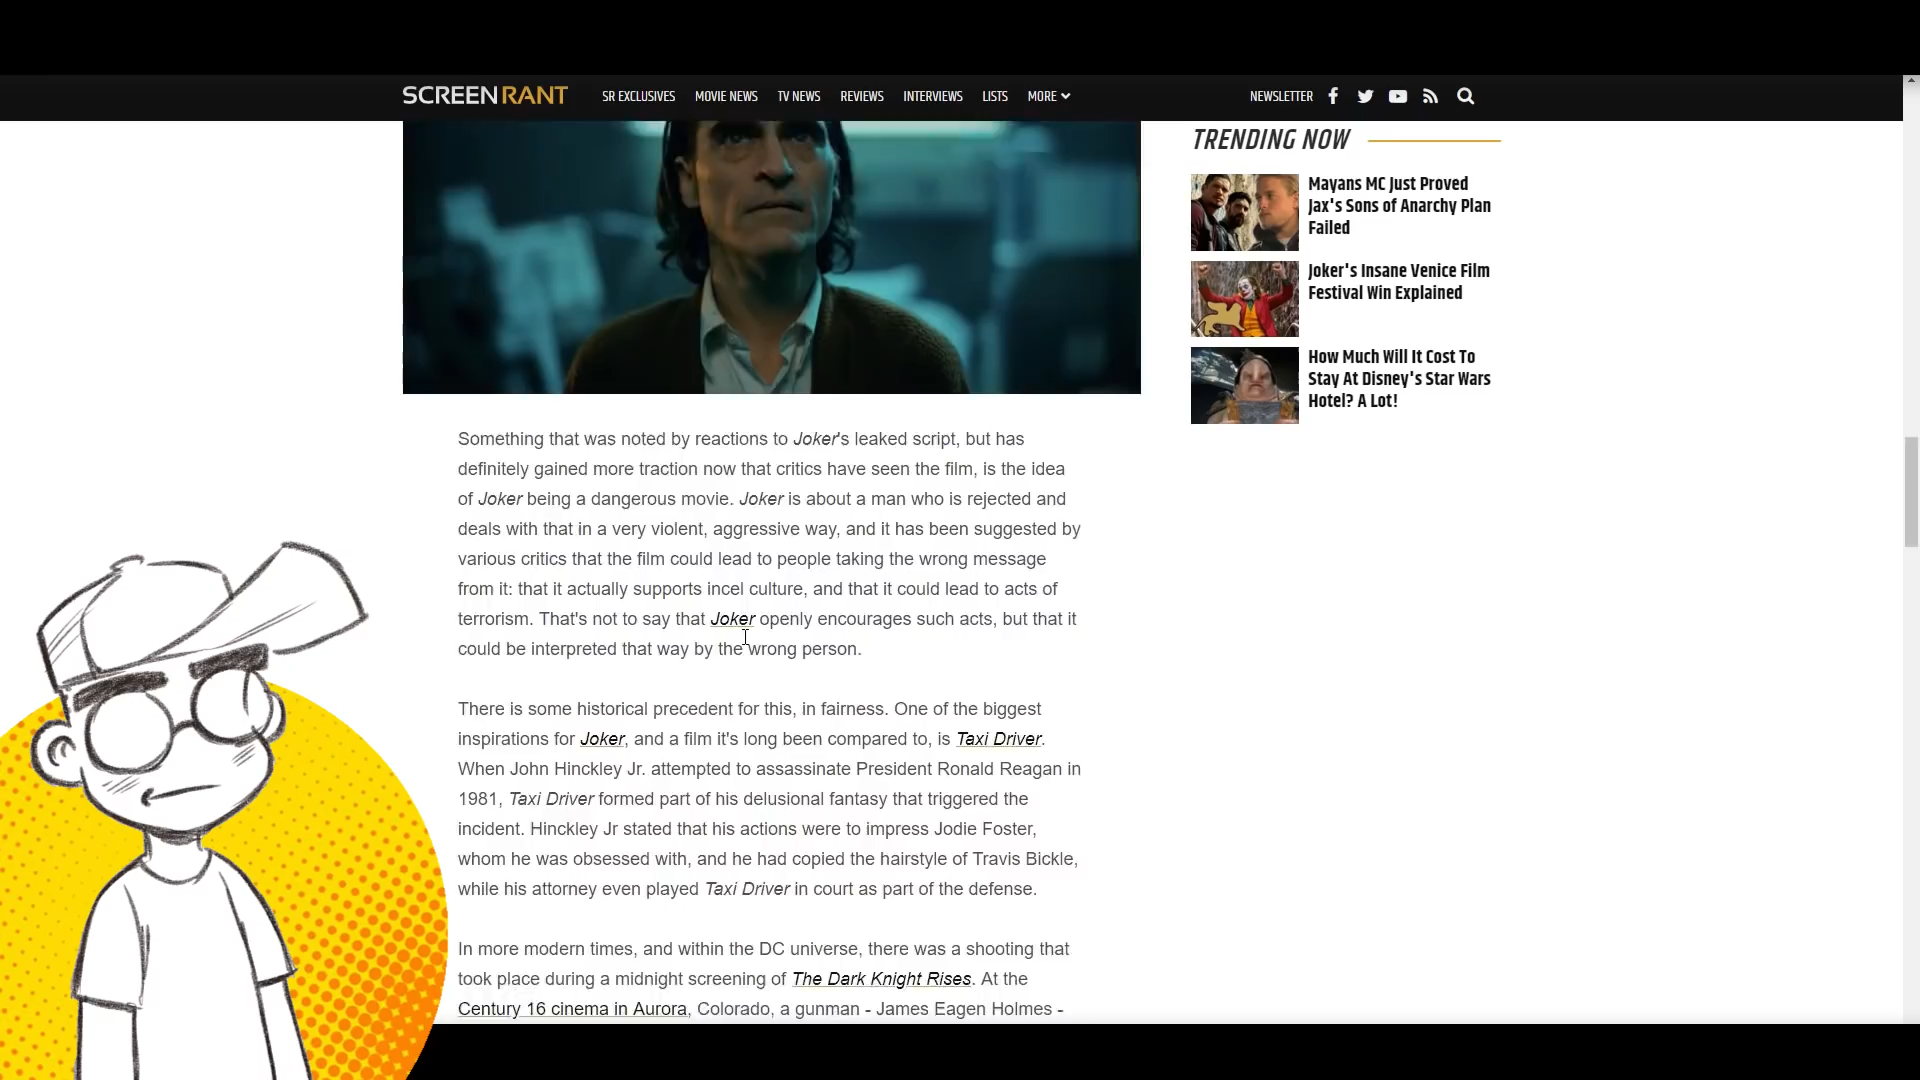 SCREENRANT SR EXCLUSIVES MOVIE NEWS TV NEWS REVIEWS INTERVIEWS LISTS MORE NEWSLETTER
TRENDING NOW
Mayans MC Just Proved
Jax's Sons of Anarchy Plan
Failed
Joker's Insane Venice Film
Festival Win Explained
How Much Will It Cost To
Stay At Disney's Star Wars
Hotel? A Lot!
Something that was noted by reactions to Joker's leaked script, but has
definitely gained more traction now that critics have seen the film, is the idea
of Joker being a dangerous movie. Joker is about a man who is rejected and
deals with that in a very violent, aggressive way, and it has been suggested by
various critics that the film could lead to people taking the wrong message
from it: that it actually supports incel culture, and that it could lead to acts of
terrorism. That's not to say that Joker openly encourages such acts, but that it
could be interpreted that way by the wrong person.
There is some historical precedent for this, in fairness. One of the biggest
inspirations for Joker, and a film it's long been compared to, is Taxi Driver.
When John Hinckley Jr. attempted to assassinate President Ronald Reagan in
1981, Taxi Driver formed part of his delusional fantasy that triggered the
incident. Hinckley Jr stated that his actions were to impress Jodie Foster,
whom he was obsessed with, and he had copied the hairstyle of Travis Bickle,
while his attorney even played Taxi Driver in court as part of the defense.
In more modern times, and within the DC universe, there was a shooting that
took place during a midnight screening of The Dark Knight Rises. At the
Century 16 cinema in Aurora, Colorado, a gunman - James Eagen Holmes -